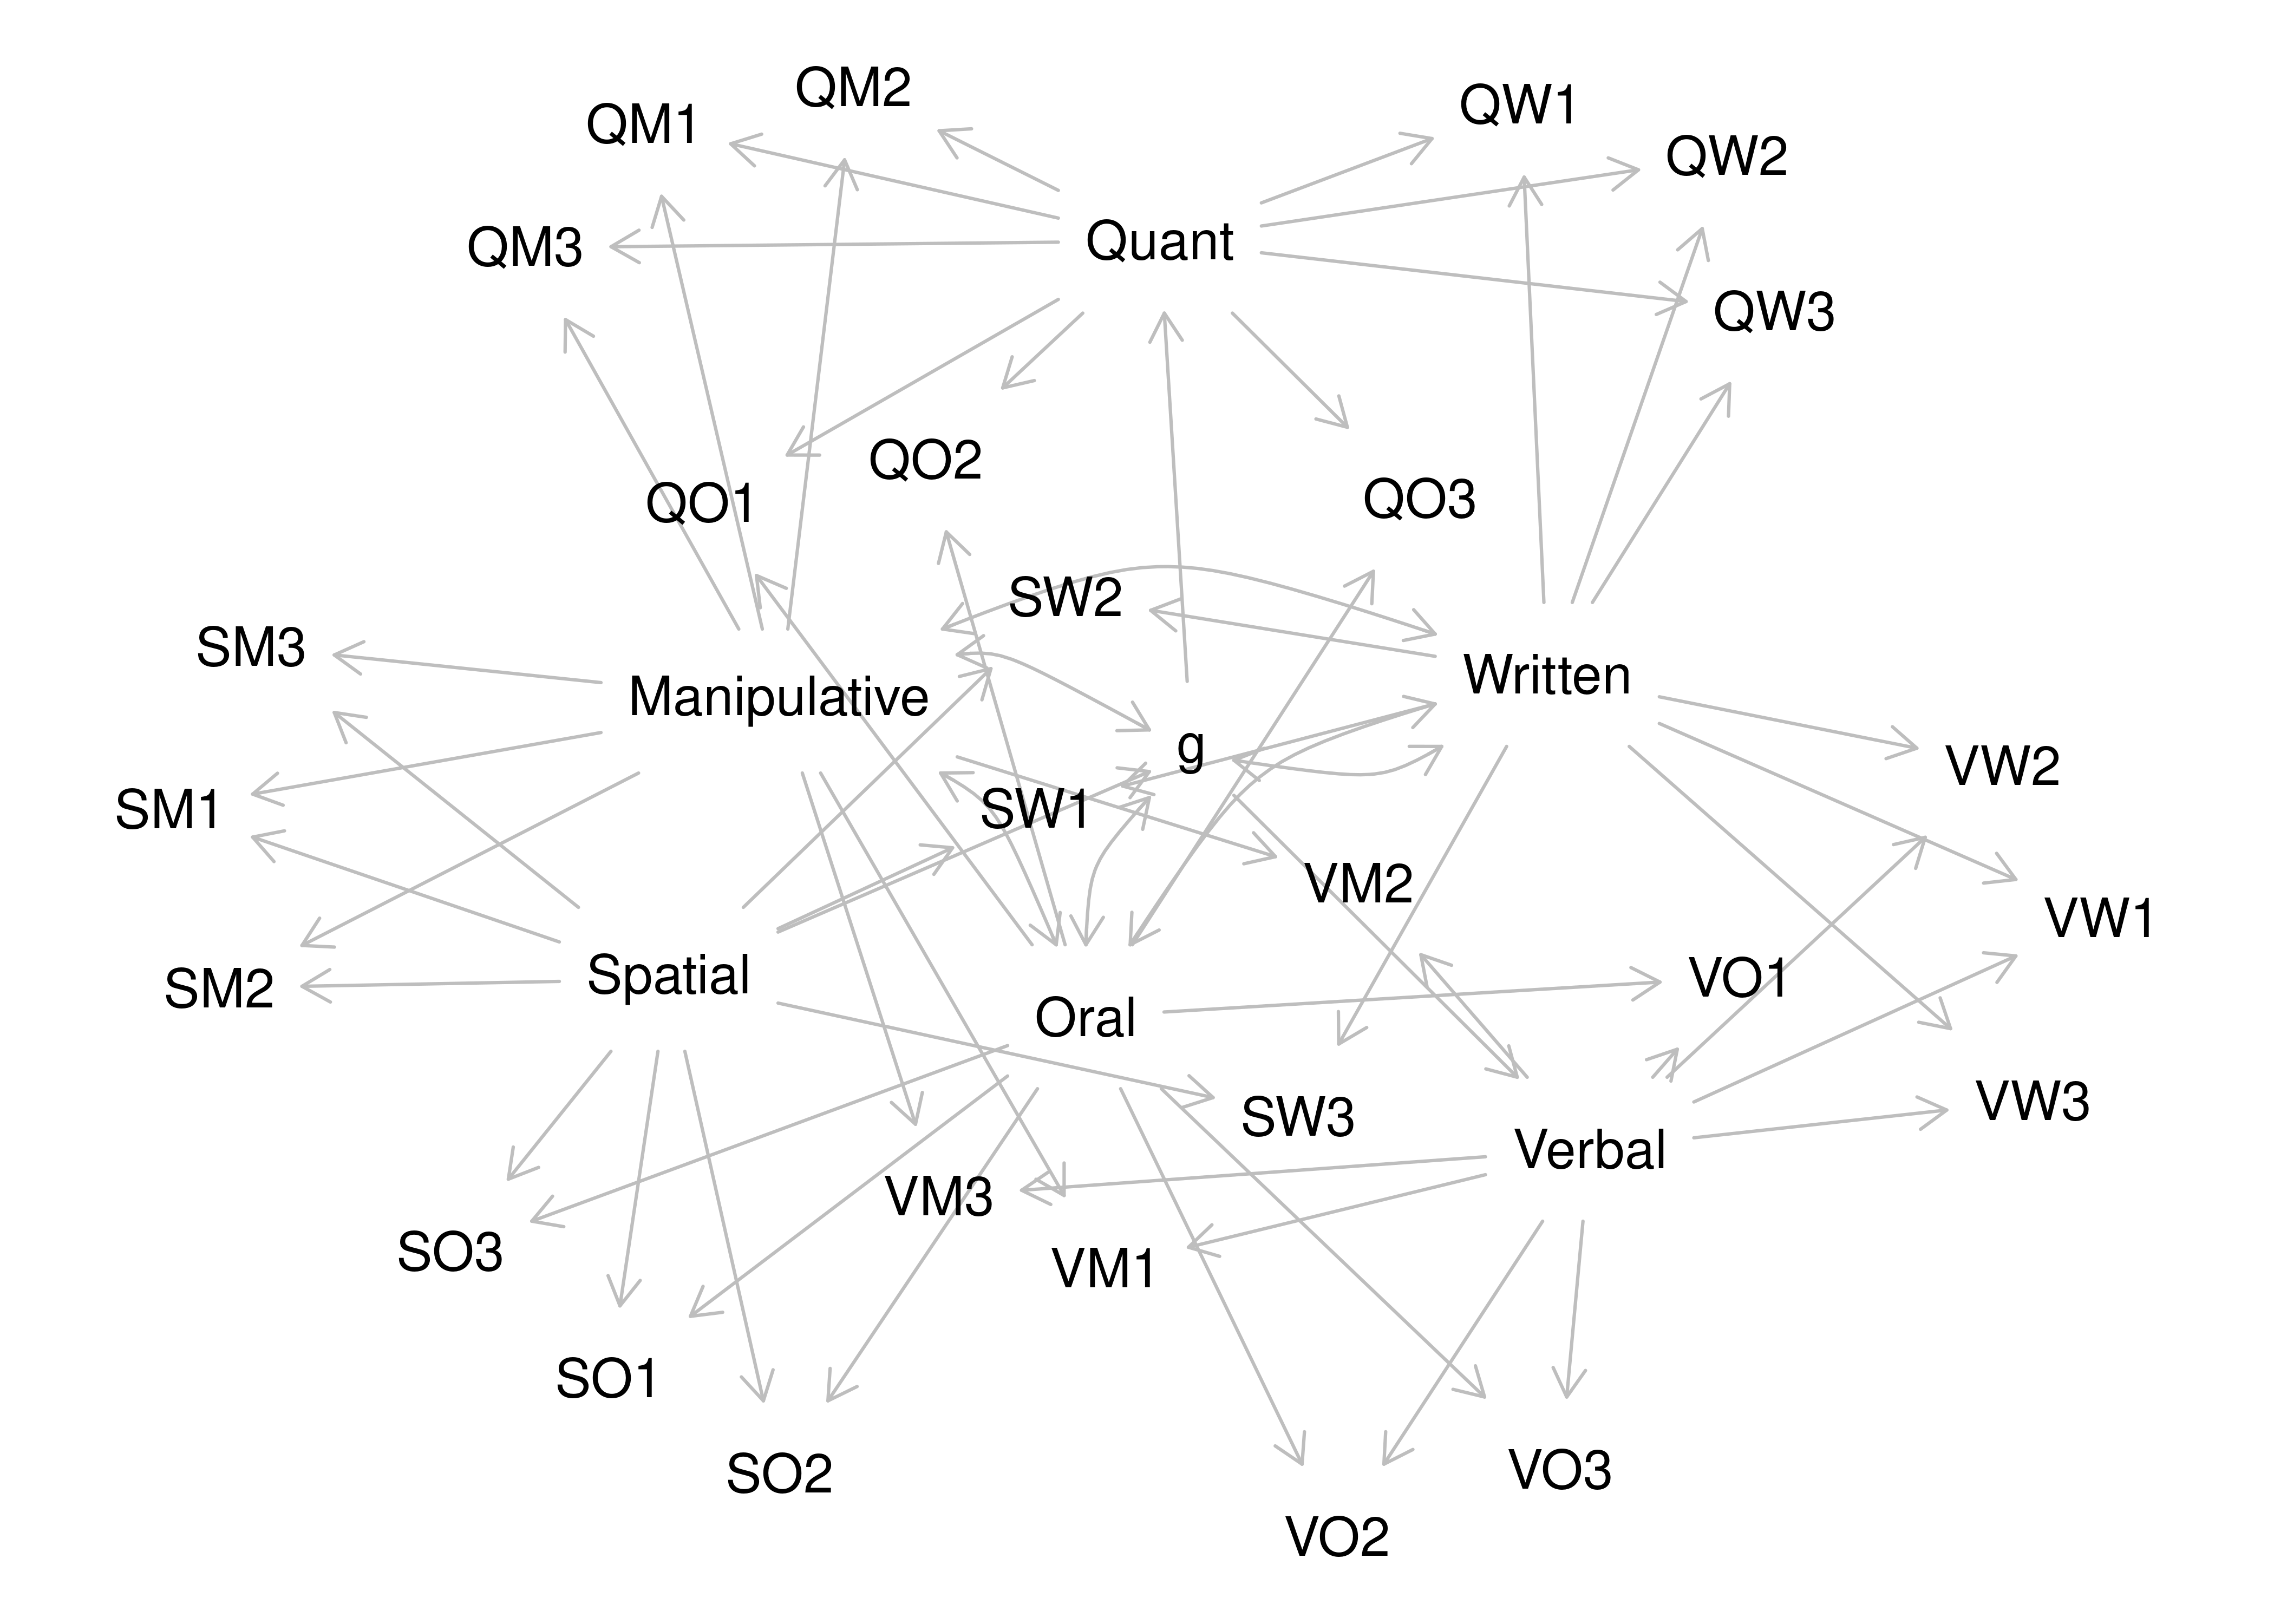 QM2
QW1
QM1
QW2
Quant
QM3
QW3
QO2
QO3
QO1
SW2
SM3
Written
Manipulative
g
VW2
SM1
SW1
VM2
VW1
Spatial
VO1
SM2
Oral
VW3
SW3
Verbal
VM3
SO3
VM1
SO1
VO3
SO2
VO2